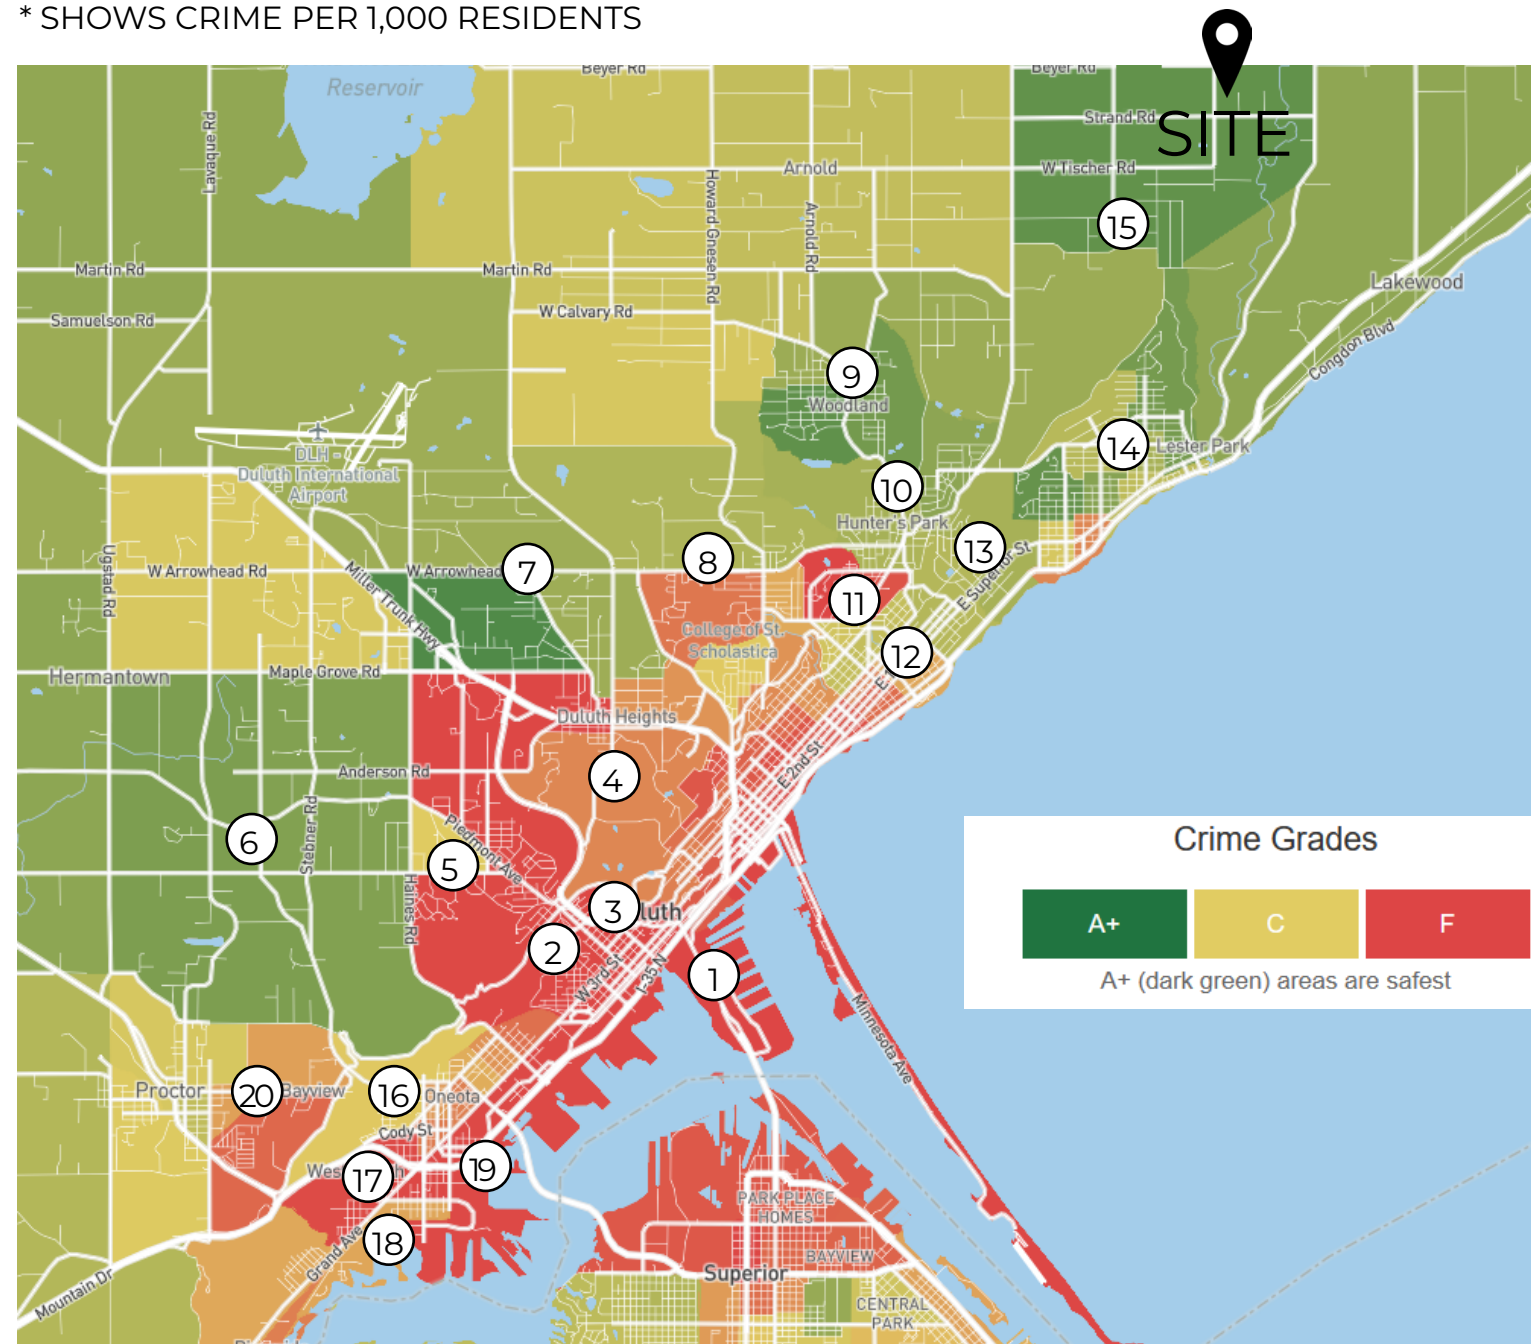 * SHOWS CRIME PER 1,000 RESIDENTS
Reservoir
Beyer Rd
Beyer Rd
Lavaque Rd
Strand Rd
SITE
Arnold
W Tischer Rd
Howard Gnesen Rd
Arnold Rd
15
Martin Rd
Martin Rd
Lakewood
Samuelson Rd
W Calvary Rd
Congdon Blvd
9
Woodland
DLH -
Duluth International
Airport
14
Lester Park
10
Hunter's Park
13
E Superior St
Ugstad Rd
W Arrowhead Rd
Miller Trunk Hwy
W Arrowhead
7
8
11
College of St.
Scholastica
12
Hermantown
Maple Grove Rd
Duluth Heights
Anderson Rd
4
E 2nd St
Stebner Rd
6
Piedmont Ave
5
Haines Rd
3
luth
2
W 3rd St
I-35 N
1
Crime Grades
A+
C
F
A+ (dark green) areas are safest
Minnesota Ave
Proctor
20
Bayview
16
Oneota
Cody St
Wes
17
h
19
18
Grand Ave
Mountain Dr
PARK PLACE
HOMES
BAYVIEW
Superior
CENTRAL
PARK